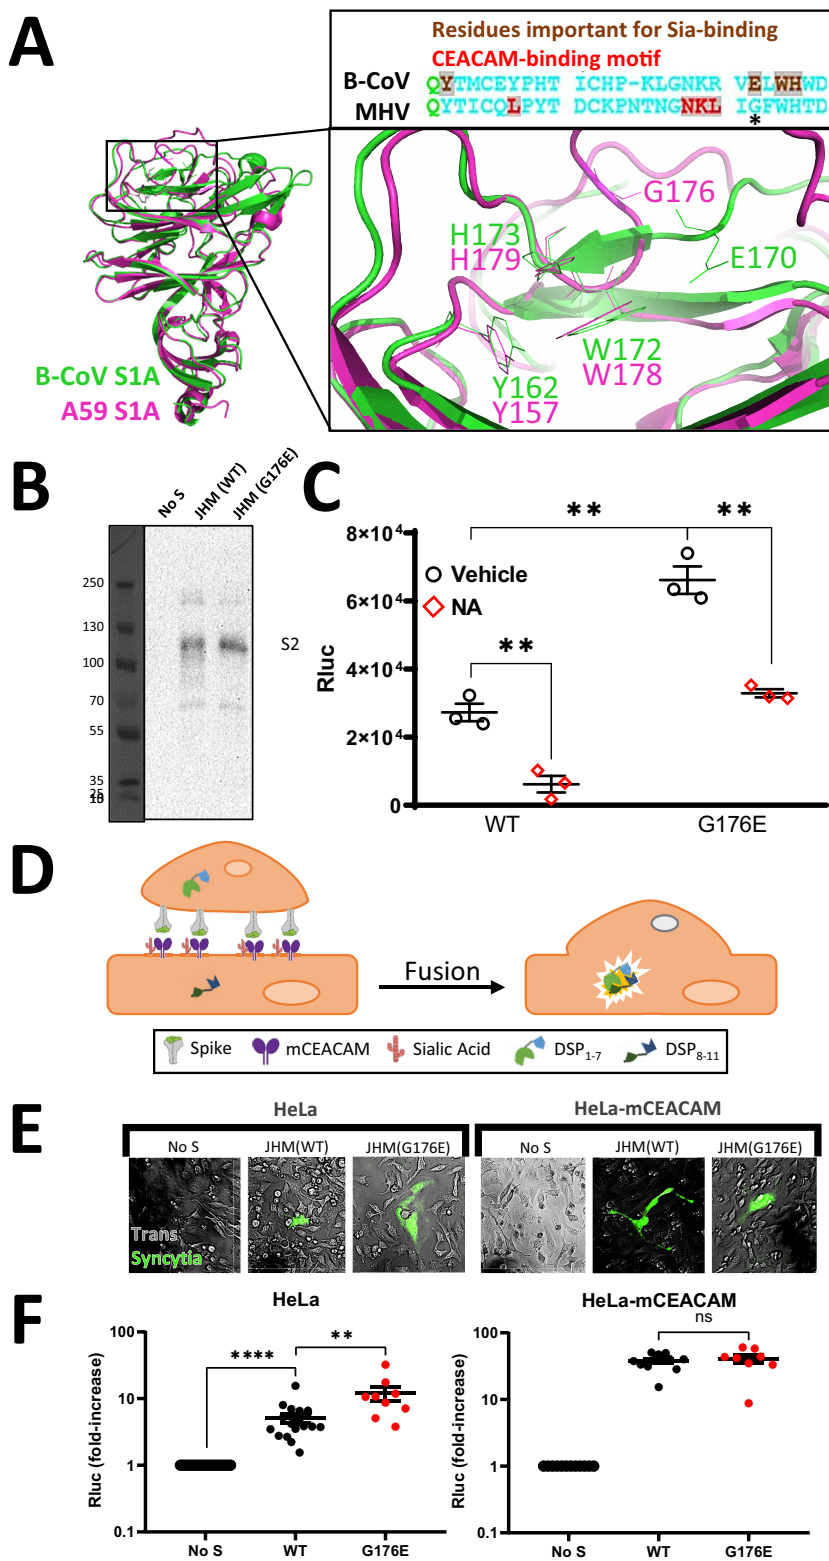 A
Residues important for Sia-binding
CEACAM-binding motif
B-CoV QYTMCEYPHT ICHP-KLGNKR VELWHWD
MHV QYTICQLPYT DCKPNTNGNKL IGFWHTD
*
G176
H173
H179
E170
W172
W178
Y162
Y157
B-CoV S1A
A59 S1A
B
No S
JHM (WT)
JHM (G176E)
250
130
100
70
55
35
25
10
S2
C
** **
8×10⁴
6×10⁴
4×10⁴
2×10⁴
0
Rluc
Vehicle
NA
**
WT G176E
D
Fusion
Spike mCEACAM Sialic Acid DSP1-7 DSP8-11
E
HeLa HeLa-mCEACAM
No S JHM(WT) JHM(G176E) No S JHM(WT) JHM(G176E)
Trans
Syncytia
F
HeLa
100
10
1
0.1
Rluc (fold-increase)
**** **
No S WT G176E
HeLa-mCEACAM
ns
100
10
1
0.1
Rluc (fold-increase)
No S WT G176E